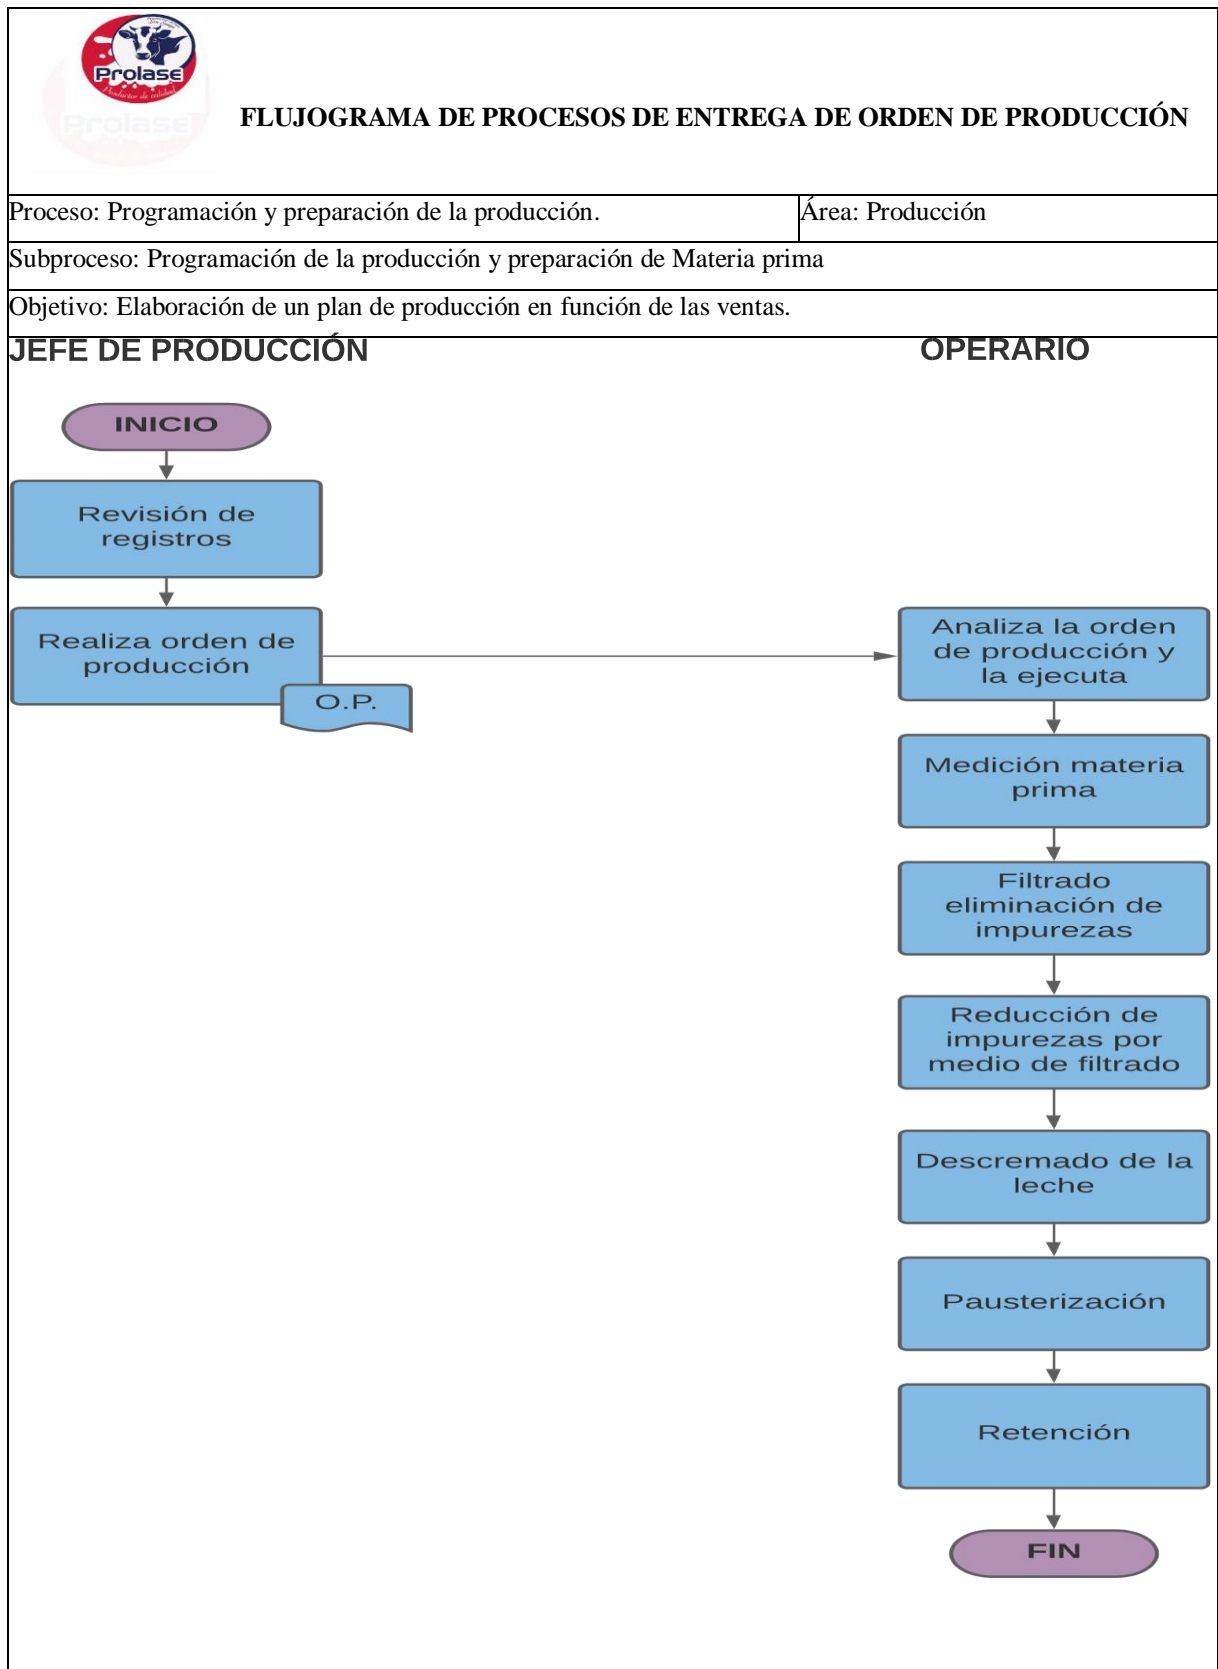 Prolase
Productos de calidad
Prolase
FLUJOGRAMA DE PROCESOS DE ENTREGA DE ORDEN DE PRODUCCIÓN
Proceso: Programación y preparación de la producción.
Área: Producción
Subproceso: Programación de la producción y preparación de Materia prima
Objetivo: Elaboración de un plan de producción en función de las ventas.
JEFE DE PRODUCCIÓN
OPERARIO
INICIO
Revisión de
registros
Realiza orden de
producción
O.P.
Analiza la orden
de producción y
la ejecuta
Medición materia
prima
Filtrado
eliminación de
impurezas
Reducción de
impurezas por
medio de filtrado
Descremado de la
leche
Pausterización
Retención
FIN